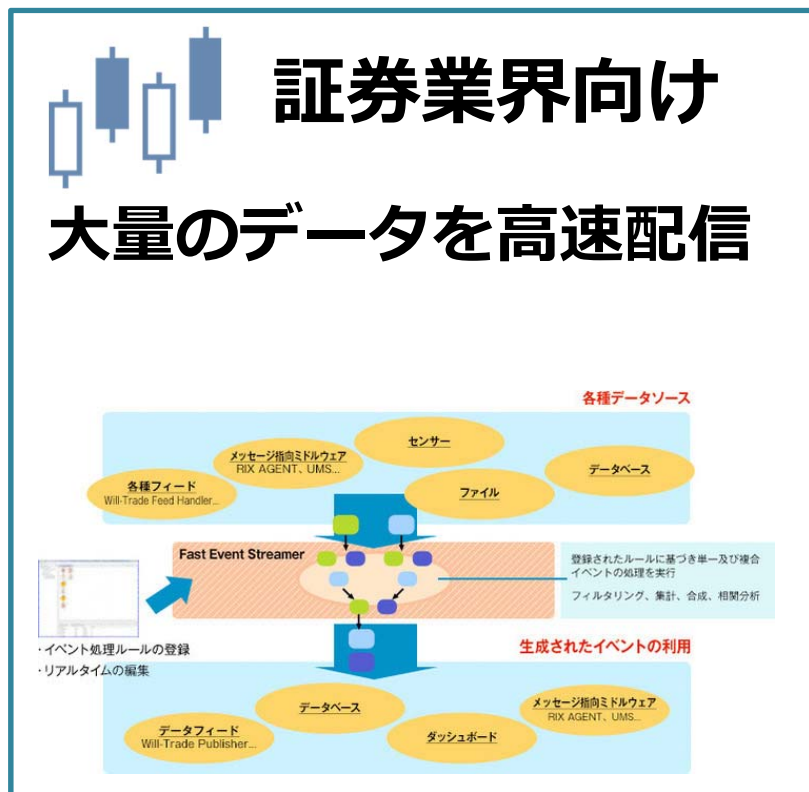 証券業界向け
大量のデータを高速配信
各種データソース
センサー
メッセージ指向ミドルウェア
RIX AGENT、UMS...
データベース
各種フィード
Will-Trade Feed Handler...
ファイル
Fast Event Streamer
登録されたルールに基づき単一及び複合
イベントの処理を実行
フィルタリング、集計、合成、相関分析
・イベント処理ルールの登録
・リアルタイムの編集
生成されたイベントの利用
データベース
メッセージ指向ミドルウェア
RIX AGENT、UMS...
データフィード
Will-Trade Publisher...
ダッシュボード